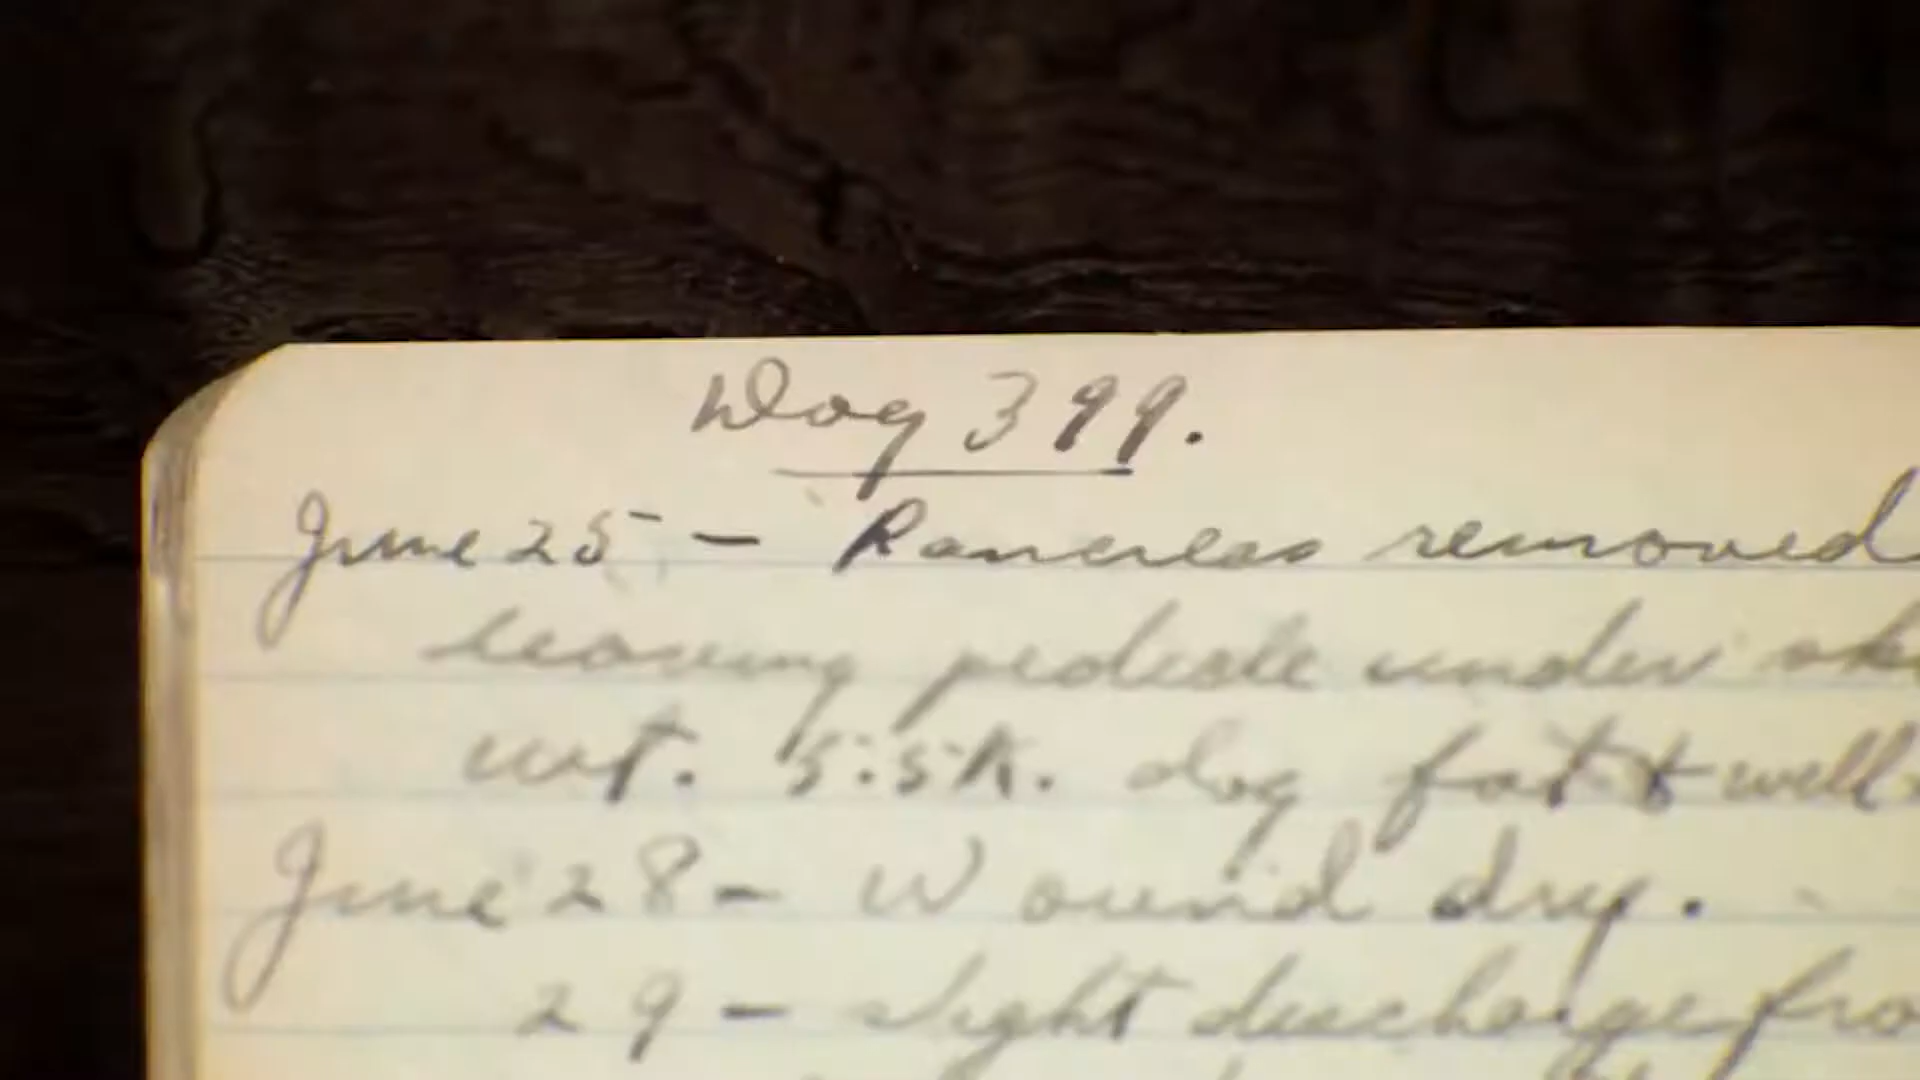 Dog 399.
June 25 - Pancreas removed
leaving pedicle under
wt. 5.5K. dog fat & well
June 28 - Wound dry.
29 - slight discharge